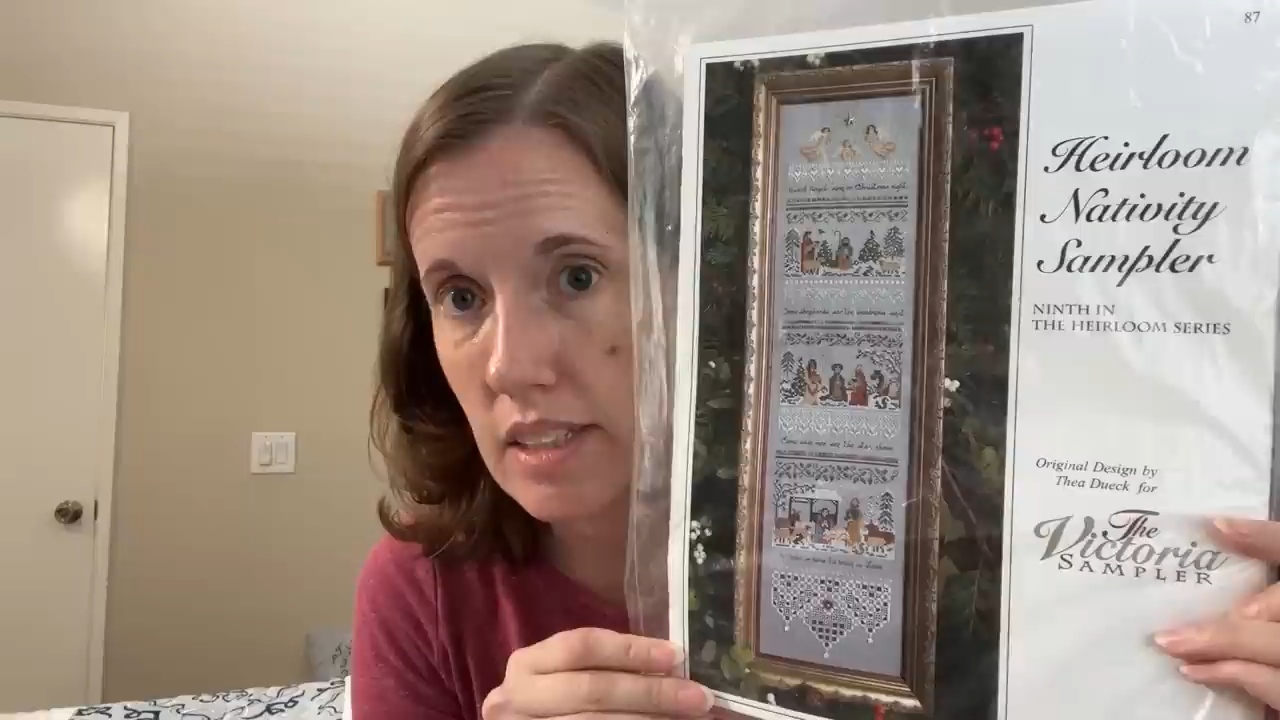 87
Heirloom
Nativity
Sampler
NINTH IN
THE HEIRLOOM SERIES
Original Design by
Thea Dueck for
The
Victoria
SAMPLER